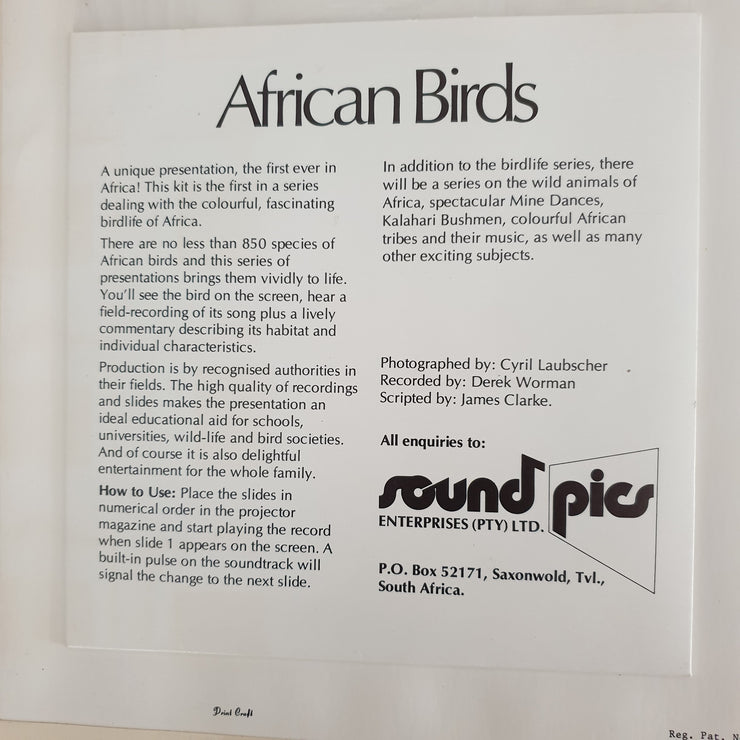 African Birds
A unique presentation, the first ever in
Africa! This kit is the first in a series
dealing with the colourful, fascinating
birdlife of Africa.
There are no less than 850 species of
African birds and this series of
presentations brings them vividly to life.
You'll see the bird on the screen, hear a
field-recording of its song plus a lively
commentary describing its habitat and
individual characteristics.
Production is by recognised authorities in
their fields. The high quality of recordings
and slides makes the presentation an
ideal educational aid for schools,
universities, wild-life and bird societies.
And of course it is also delightful
entertainment for the whole family.
How to Use: Place the slides in
numerical order in the projector
magazine and start playing the record
when slide 1 appears on the screen. A
built-in pulse on the soundtrack will
signal the change to the next slide.
In addition to the birdlife series, there
will be a series on the wild animals of
Africa, spectacular Mine Dances,
Kalahari Bushmen, colourful African
tribes and their music, as well as many
other exciting subjects.
Photographed by: Cyril Laubscher
Recorded by: Derek Worman
Scripted by: James Clarke.
All enquiries to:
sound pics
ENTERPRISES (PTY) LTD.
P.O. Box 52171, Saxonwold, Tvl.,
South Africa.
Print Craft
Reg. Pat. N